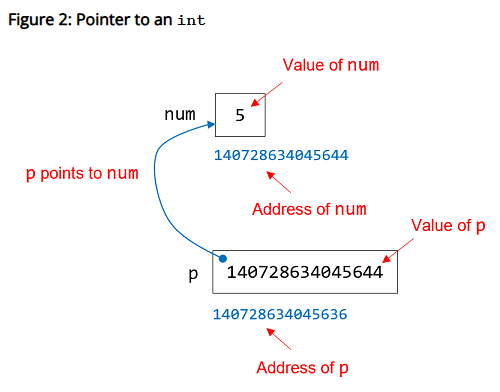 Figure 2: Pointer to an int
Value of num
num
5
140728634045644
p points to num
Address of num
Value of p
p
140728634045644
140728634045636
Address of p